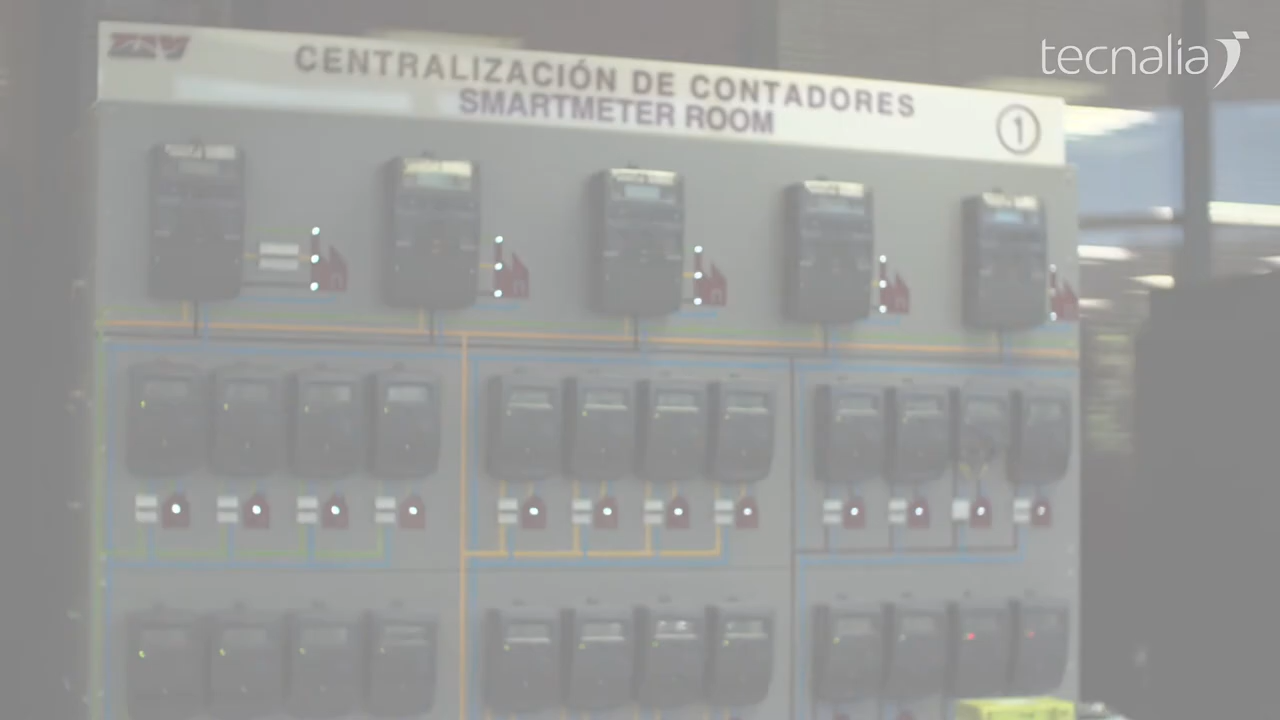 ZIV
CENTRALIZACIÓN DE CONTADORES
SMARTMETER ROOM
1
tecnalia